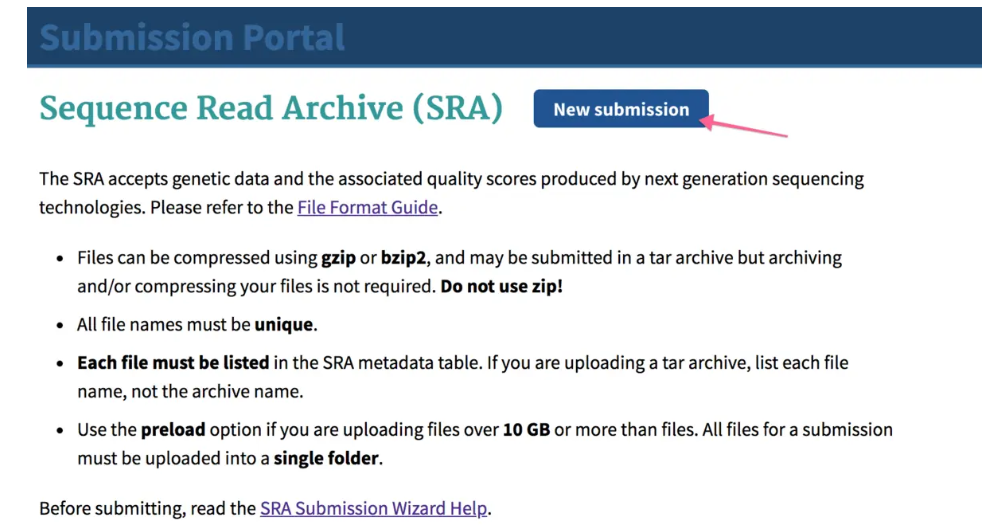 Submission Portal
Sequence Read Archive (SRA)
New submission
The SRA accepts genetic data and the associated quality scores produced by next generation sequencing
technologies. Please refer to the File Format Guide.
• Files can be compressed using gzip or bzip2, and may be submitted in a tar archive but archiving
and/or compressing your files is not required. Do not use zip!
• All file names must be unique.
• Each file must be listed in the SRA metadata table. If you are uploading a tar archive, list each file
name, not the archive name.
• Use the preload option if you are uploading files over 10 GB or more than files. All files for a submission
must be uploaded into a single folder.
Before submitting, read the SRA Submission Wizard Help.